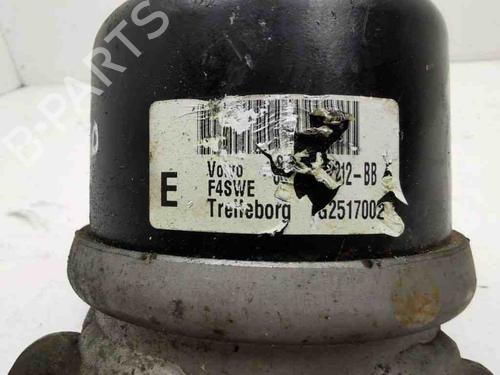 B-PARTS
E
Volvo 212-BB
F4SWE
Trelleborg G2517002